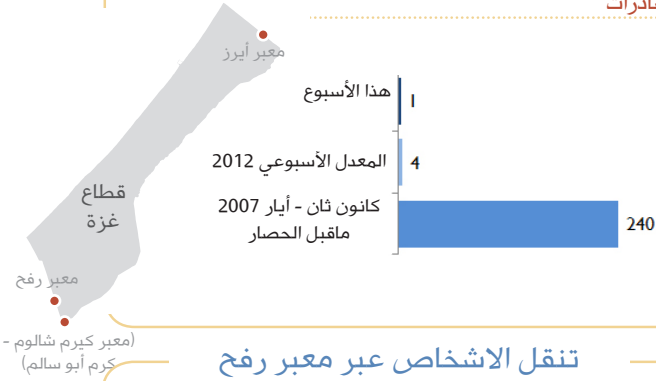 معبر أيرز
هذا الأسبوع
1
المعدل الأسبوعي 2012
4
كانون ثان - أيار 2007
ماقبل الحصار
240
قطاع
غزة
معبر رفح
(معبر كيرم شالوم -
كرم أبو سالم)
تنقل الاشخاص عبر معبر رفح